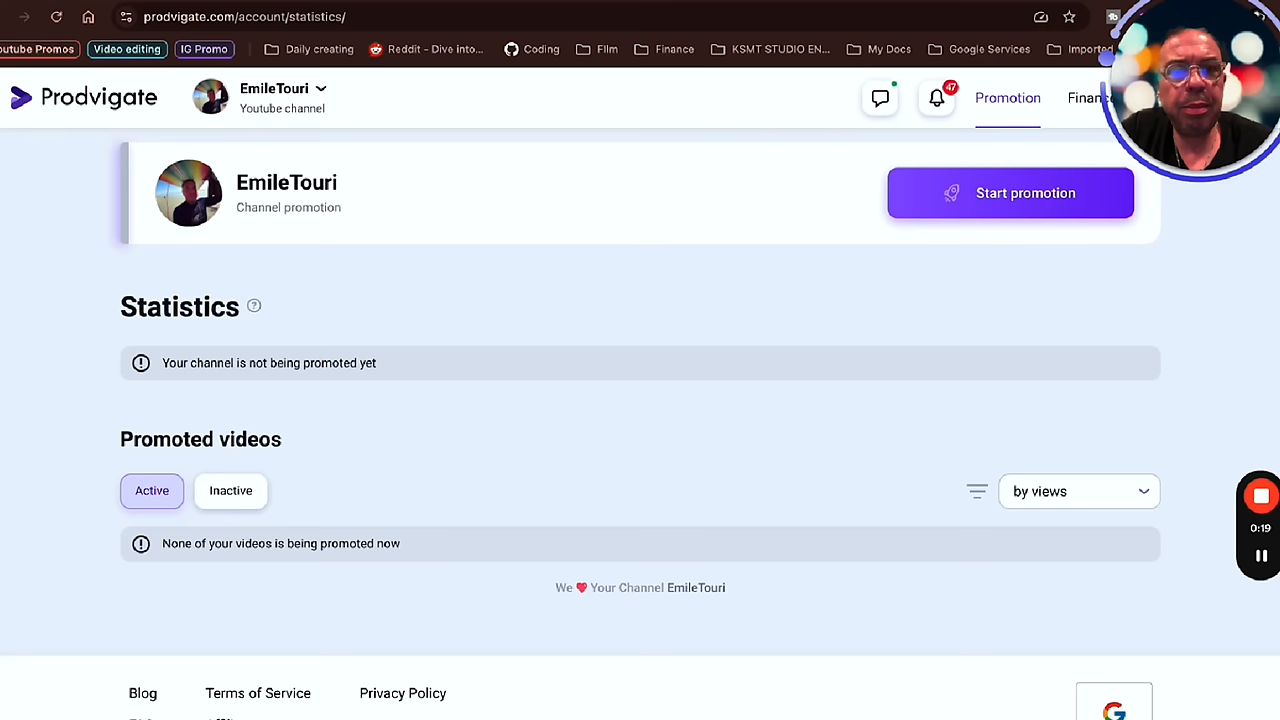 prodvigate.com/account/statistics/
outube Promos
Video editing
IG Promo
Daily creating
Reddit - Dive into...
Coding
FIlm
Finance
KSMT STUDIO EN...
My Docs
Google Services
Imported
Prodvigate
EmileTouri
Youtube channel
47
Promotion
Financ
EmileTouri
Channel promotion
Start promotion
Statistics
Your channel is not being promoted yet
Promoted videos
Active
Inactive
by views
None of your videos is being promoted now
0:19
We ❤ Your Channel EmileTouri
Blog
Terms of Service
Privacy Policy
G